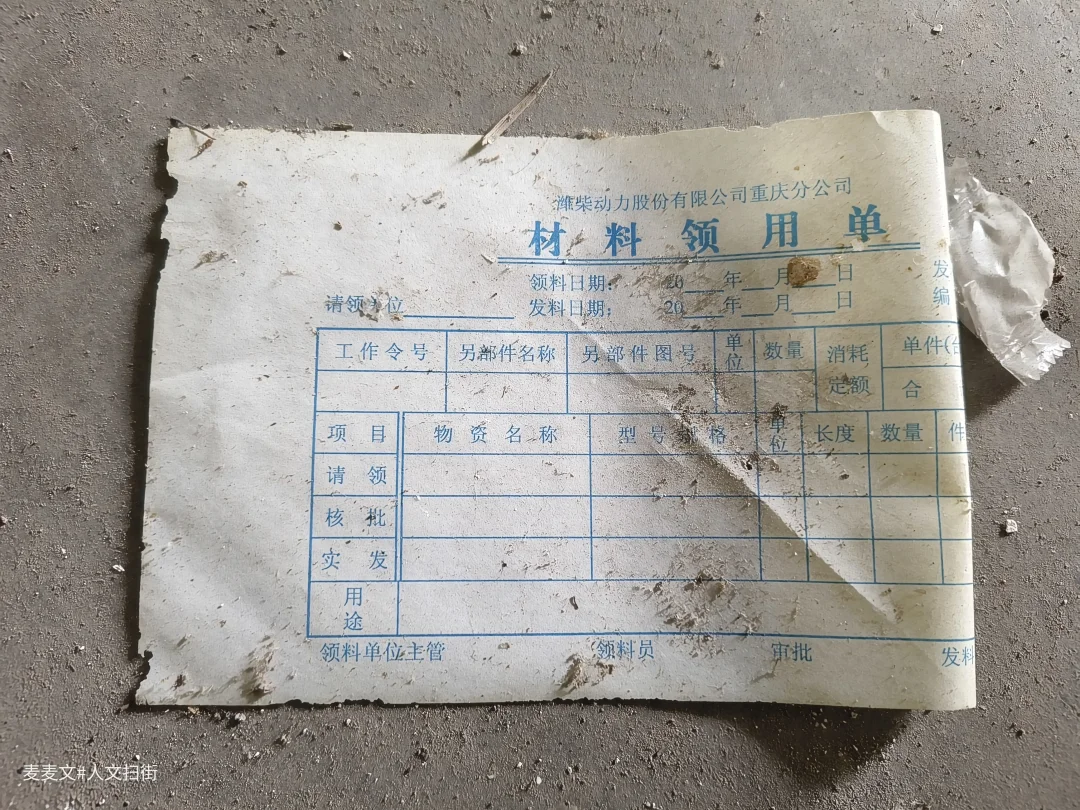 潍柴动力股份有限公司重庆分公司
材料领用单
领料日期: 20 年 月 日 发
请领单位 发料日期: 20 年 月 日 编
工作令号 另部件名称 另部件图号 单位 数量 消耗定额 单件(台
合
项目 物资名称 型号规格 单位 长度 数量 件
请领
核批
实发
用途
领料单位主管 领料员 审批 发料
麦麦文#人文扫街